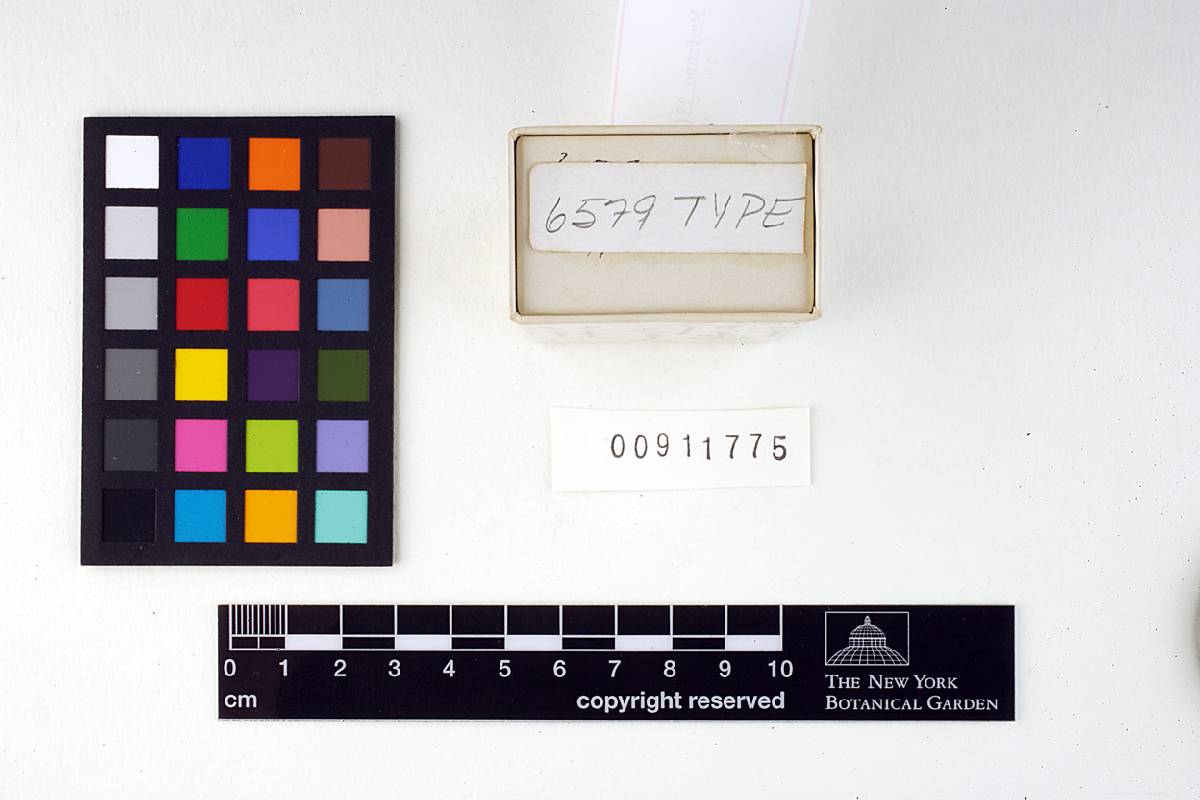 6579 TYPE
00911775
0 1 2 3 4 5 6 7 8 9 10
cm
copyright reserved
THE NEW YORK
BOTANICAL GARDEN